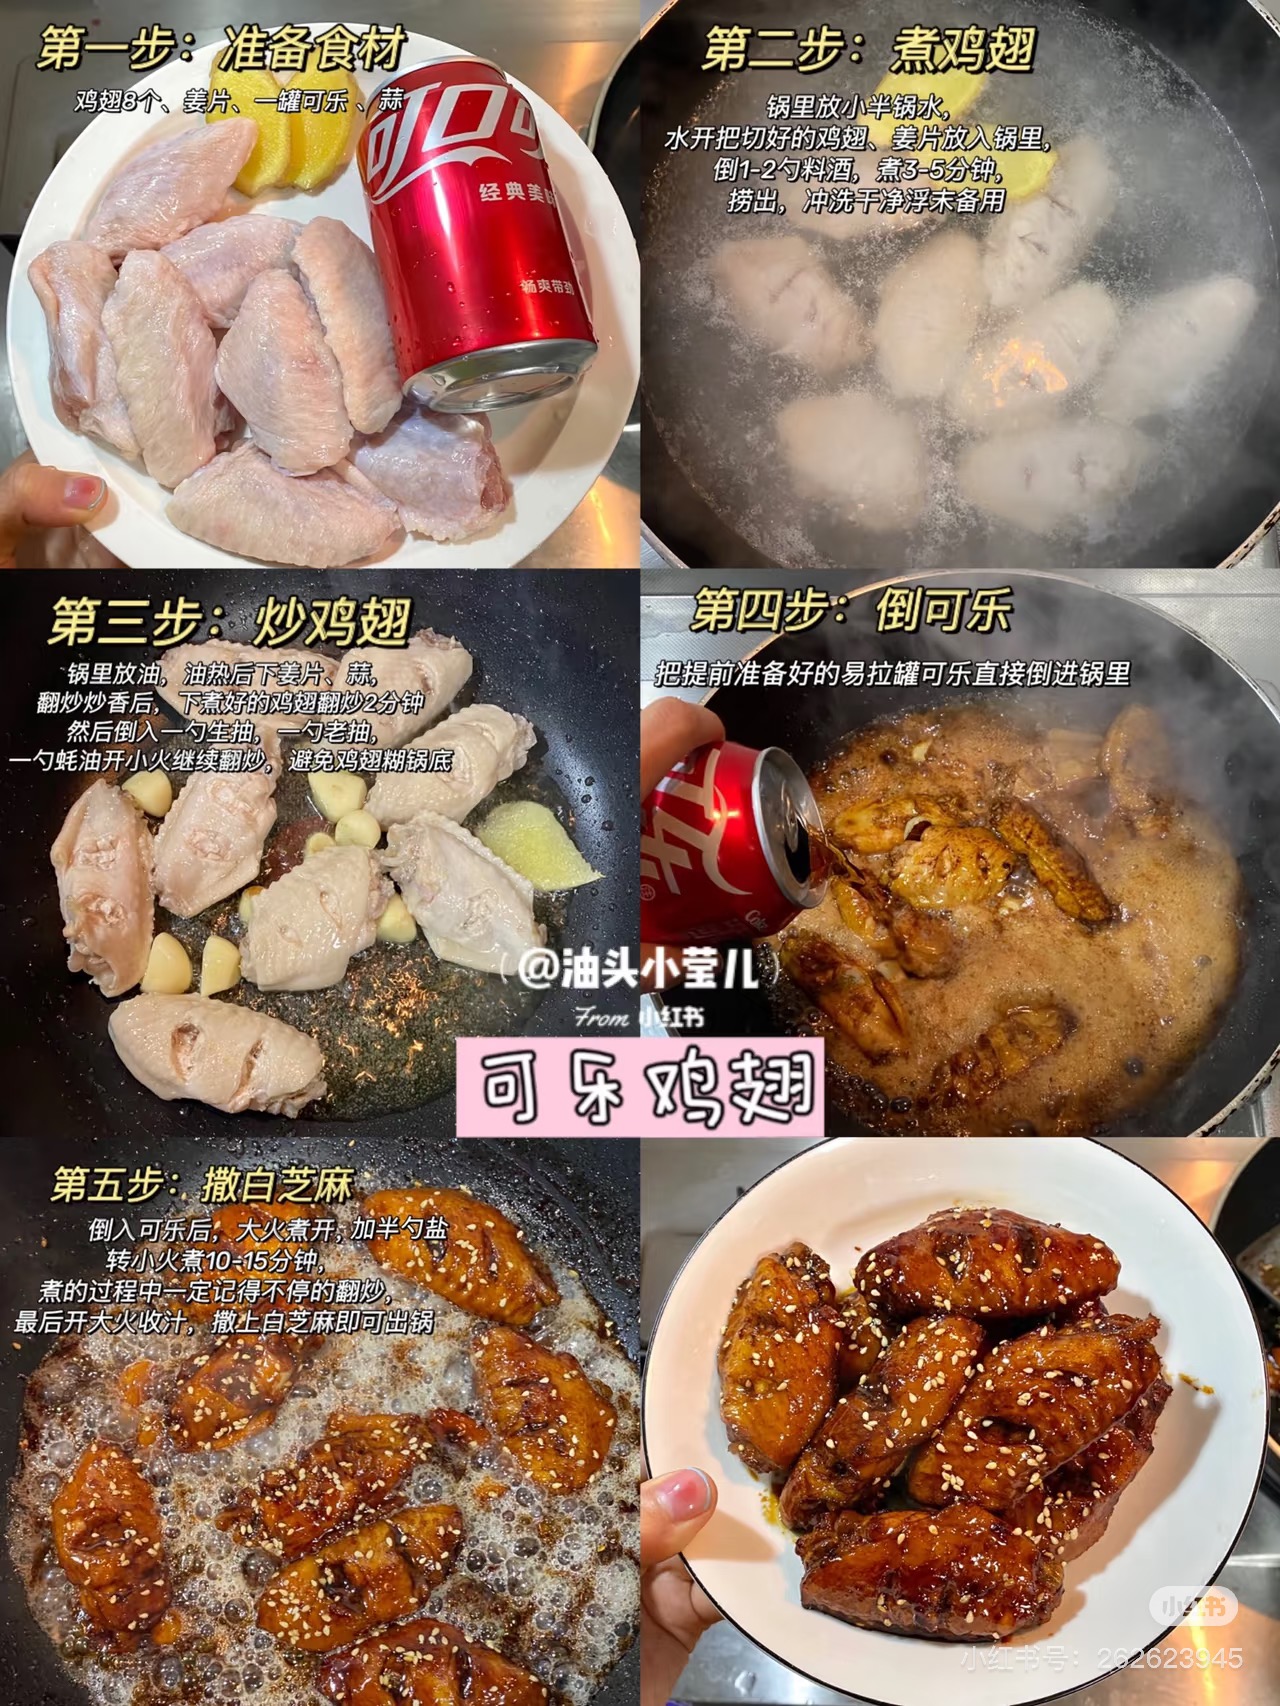 第一步：准备食材
鸡翅8个、姜片、一罐可乐、蒜
可口可
经典美味
畅爽带劲
第二步：煮鸡翅
锅里放小半锅水，
水开把切好的鸡翅、姜片放入锅里，
倒1-2勺料酒，煮3-5分钟，
捞出，冲洗干净浮末备用
第三步：炒鸡翅
锅里放油，油热后下姜片、蒜，
翻炒炒香后，下煮好的鸡翅翻炒2分钟
然后倒入一勺生抽，一勺老抽，
一勺蚝油开小火继续翻炒，避免鸡翅糊锅底
第四步：倒可乐
把提前准备好的易拉罐可乐直接倒进锅里
@油头小莹儿
From 小红书
可乐鸡翅
第五步：撒白芝麻
倒入可乐后，大火煮开，加半勺盐
转小火煮10-15分钟，
煮的过程中一定记得不停的翻炒，
最后开大火收汁，撒上白芝麻即可出锅
小红书
小红书号：262623945